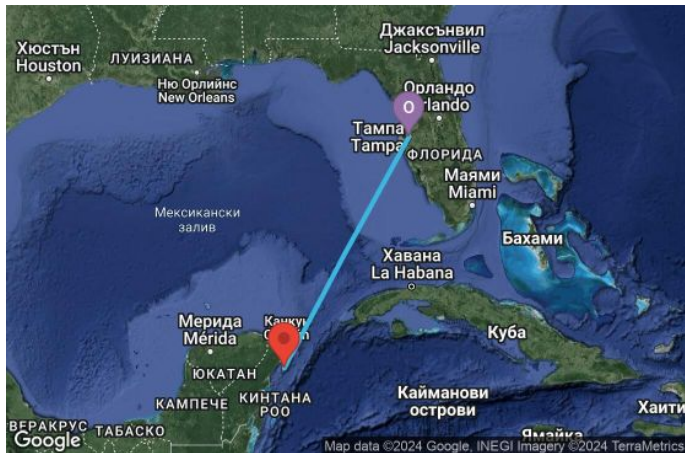 Джаксънвил
Jacksonville
Хюстън
Houston
ЛУИЗИАНА
Ню Орлийнс
New Orleans
Орландо
Orlando
O
Тампа
Tampa
ФЛОРИДА
Маями
Miami
Мексикански
залив
Бахами
Хавана
La Habana
Мерида
Mérida
Куба
ЮКАТАН
КАМПЕЧЕ
КИНТАНА
РОО
Кайманови
острови
Хаити
ВЕРАКРУС
ТАБАСКО
Ямайка
Google
Map data ©2024 Google, INEGI Imagery ©2024 TerraMetrics